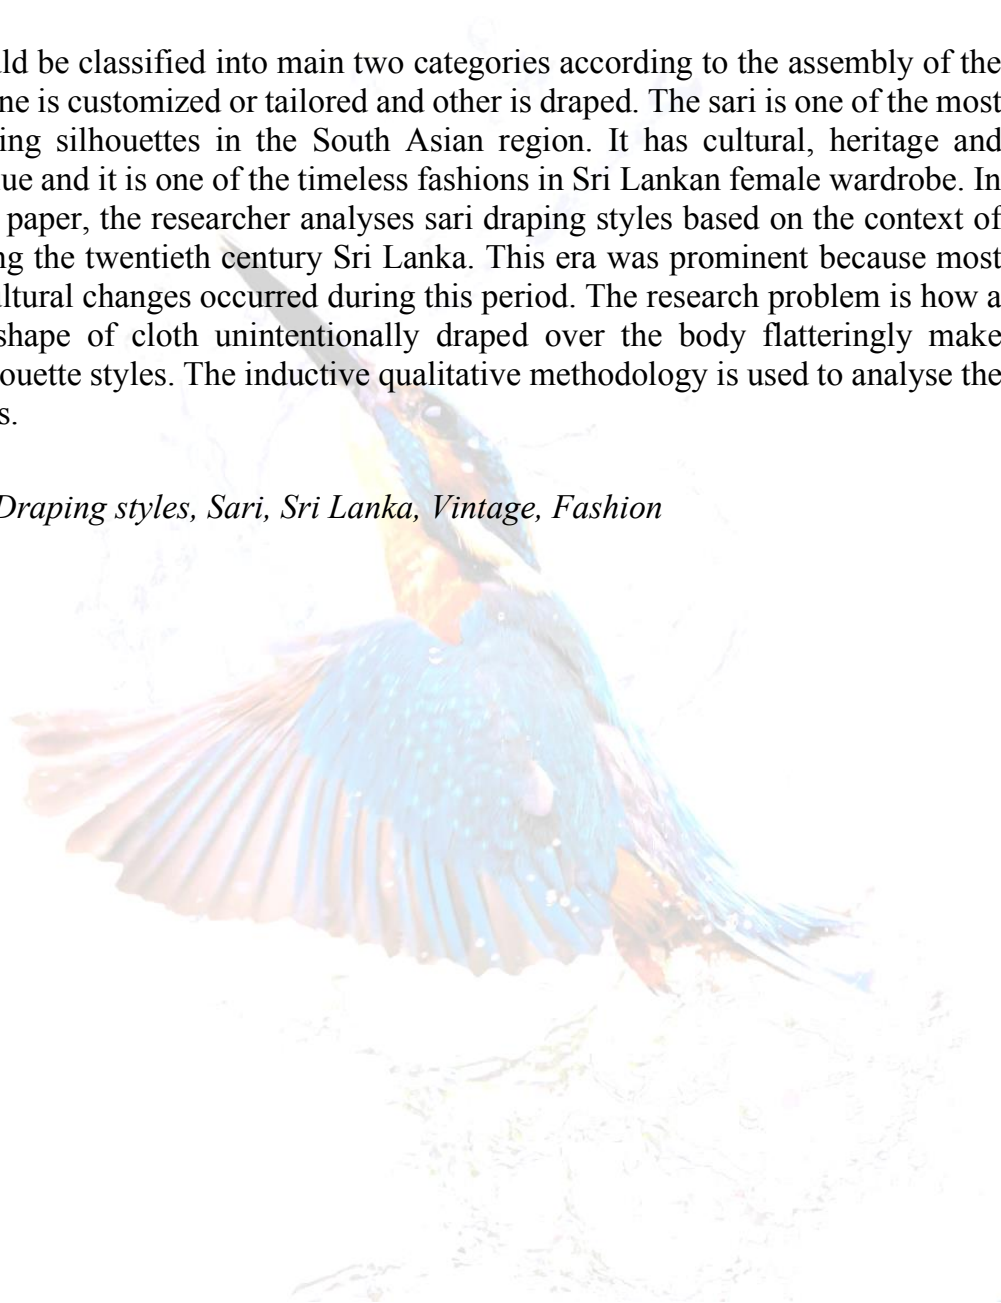 ld be classified into main two categories according to the assembly of the
ne is customized or tailored and other is draped. The sari is one of the most
ing silhouettes in the South Asian region. It has cultural, heritage and
ue and it is one of the timeless fashions in Sri Lankan female wardrobe. In
paper, the researcher analyses sari draping styles based on the context of
ng the twentieth century Sri Lanka. This era was prominent because most
ltural changes occurred during this period. The research problem is how a
shape of cloth unintentionally draped over the body flatteringly make
ouette styles. The inductive qualitative methodology is used to analyse the
s.
Draping styles, Sari, Sri Lanka, Vintage, Fashion